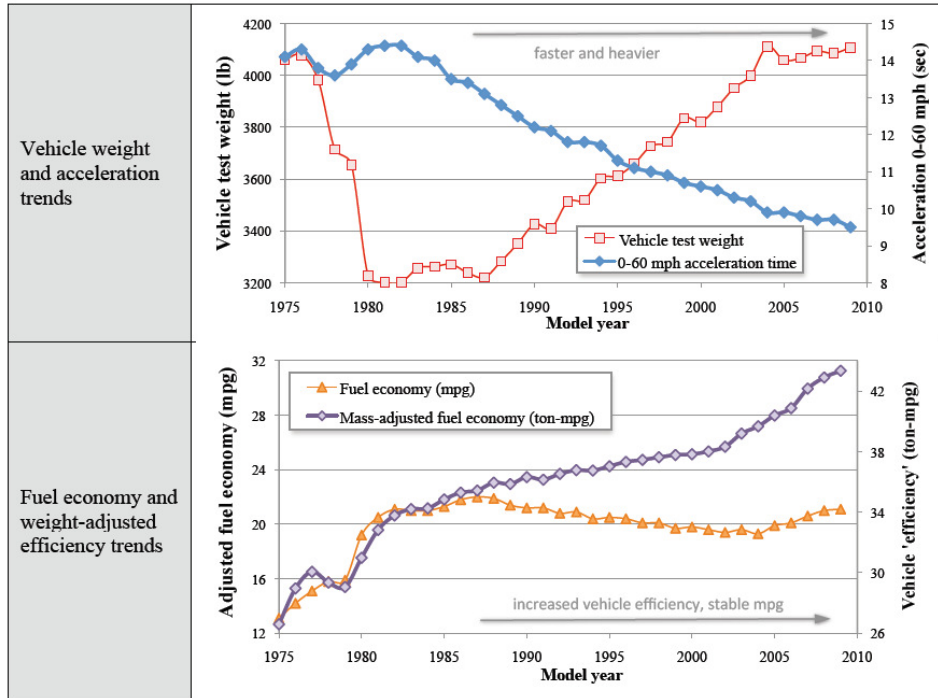 Vehicle weight
and acceleration
trends
Vehicle test weight (lb)
4200
4000
3800
3600
3400
3200
faster and heavier
Vehicle test weight
0-60 mph acceleration time
15
14
13
12
11
10
9
8
Acceleration 0-60 mph (sec)
1975 1980 1985 1990 1995 2000 2005 2010
Model year
Fuel economy and
weight-adjusted
efficiency trends
Adjusted fuel economy (mpg)
32
28
24
20
16
12
Fuel economy (mpg)
Mass-adjusted fuel economy (ton-mpg)
increased vehicle efficiency, stable mpg
42
38
34
30
26
Vehicle 'efficiency' (ton-mpg)
1975 1980 1985 1990 1995 2000 2005 2010
Model year